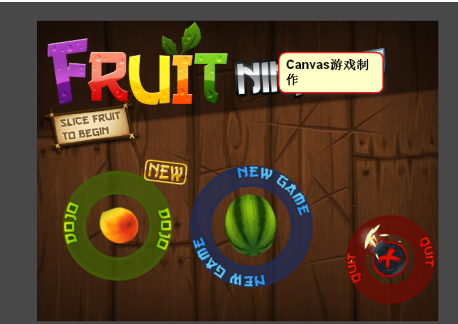 FRUIT
Canvas游戏制
作
SLICE FRUIT
TO BEGIN
NEW
NEW GAME
DOJO
DOJO
NEW GAME
QUIT
QUIT